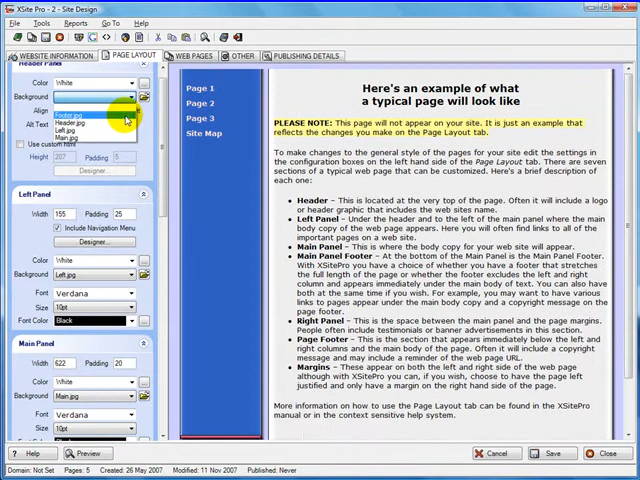 XSite Pro - 2 - Site Design
File Tools Reports Go To Help
WEBSITE INFORMATION PAGE LAYOUT WEB PAGES OTHER PUBLISHING DETAILS
Header Panel
Color White
Background
Footer.jpg
Header.jpg
Left.jpg
Main.jpg
Align
Alt Text
Use custom html
Height 207 Padding 5
Designer...
Left Panel
Width 155 Padding 25
Include Navigation Menu
Designer...
Color White
Background Left.jpg
Font Verdana
Size 10pt
Font Color Black
Main Panel
Width 622 Padding 20
Color White
Background Main.jpg
Font Verdana
Size 10pt
Page 1
Page 2
Page 3
Site Map
Here's an example of what
a typical page will look like
PLEASE NOTE: This page will not appear on your site. It is just an example that
reflects the changes you make on the Page Layout tab.
To make changes to the general style of the pages for your site edit the settings in
the configuration boxes on the left hand side of the Page Layout tab. There are seven
sections of a typical web page that can be customized. Here's a brief description of
each one:
• Header – This is located at the very top of the page. Often it will include a logo
or header graphic that includes the web sites name.
• Left Panel – Under the header and to the left of the main panel where the main
body copy of the web page appears. Here you will often find links to all of the
important pages on a web site.
• Main Panel – This is where the body copy for your web site will appear.
• Main Panel Footer – At the bottom of the Main Panel is the Main Panel Footer.
With XSitePro you have a choice of whether you have a footer that stretches
the full length of the page or whether the footer excludes the left and right
column and appears immediately under the main body of text. You can also have
both at the same time if you wish. For example, you may want to have various
links to pages appear under the main body copy and a copyright message on the
page footer.
• Right Panel – This is the space between the main panel and the page margins.
People often include testimonials or banner advertisements in this section.
• Page Footer – This is the section that appears immediately below the left and
right columns and the main body of the page. Often it will include a copyright
message and may include a reminder of the web page URL.
• Margins – These appear on both the left and right side of the web page
although with XSitePro you can, if you wish, choose to have the page left
justified and only have a margin on the right hand side of the page.
More information on how to use the Page Layout tab can be found in the XSitePro
manual or in the context sensitive help system.
Help Preview Cancel Save Close
Domain: Not Set Pages: 5 Created: 26 May 2007 Modified: 11 Nov 2007 Published: Never